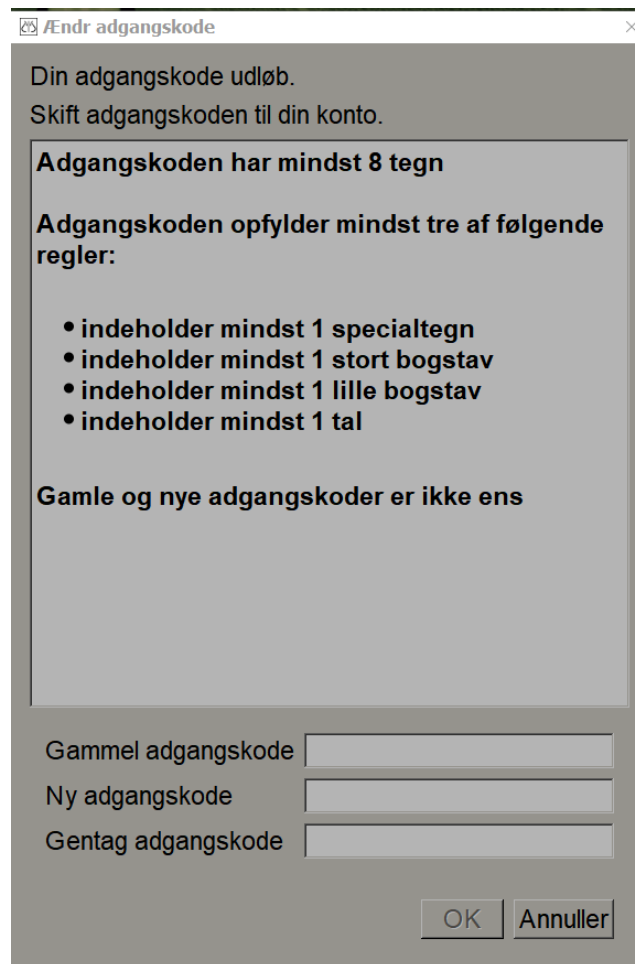 Ændr adgangskode
Din adgangskode udløb.
Skift adgangskoden til din konto.
Adgangskoden har mindst 8 tegn
Adgangskoden opfylder mindst tre af følgende
regler:
• indeholder mindst 1 specialtegn
• indeholder mindst 1 stort bogstav
• indeholder mindst 1 lille bogstav
• indeholder mindst 1 tal
Gamle og nye adgangskoder er ikke ens
Gammel adgangskode
Ny adgangskode
Gentag adgangskode
OK Annuller